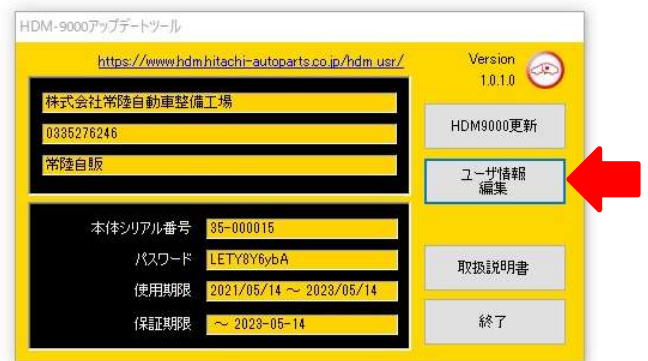 HDM-9000アップデートツール
https://www.hdm.hitachi-autoparts.co.jp/hdm_usr/
Version
1.0.1.0
株式会社常陸自動車整備工場
0335276246
常陸自販
HDM9000更新
ユーザ情報
編集
本体シリアル番号 35-000015
パスワード LETY8Y6ybA
使用期限 2021/05/14 ～ 2023/05/14
保証期限 ～ 2023-05-14
取扱説明書
終了